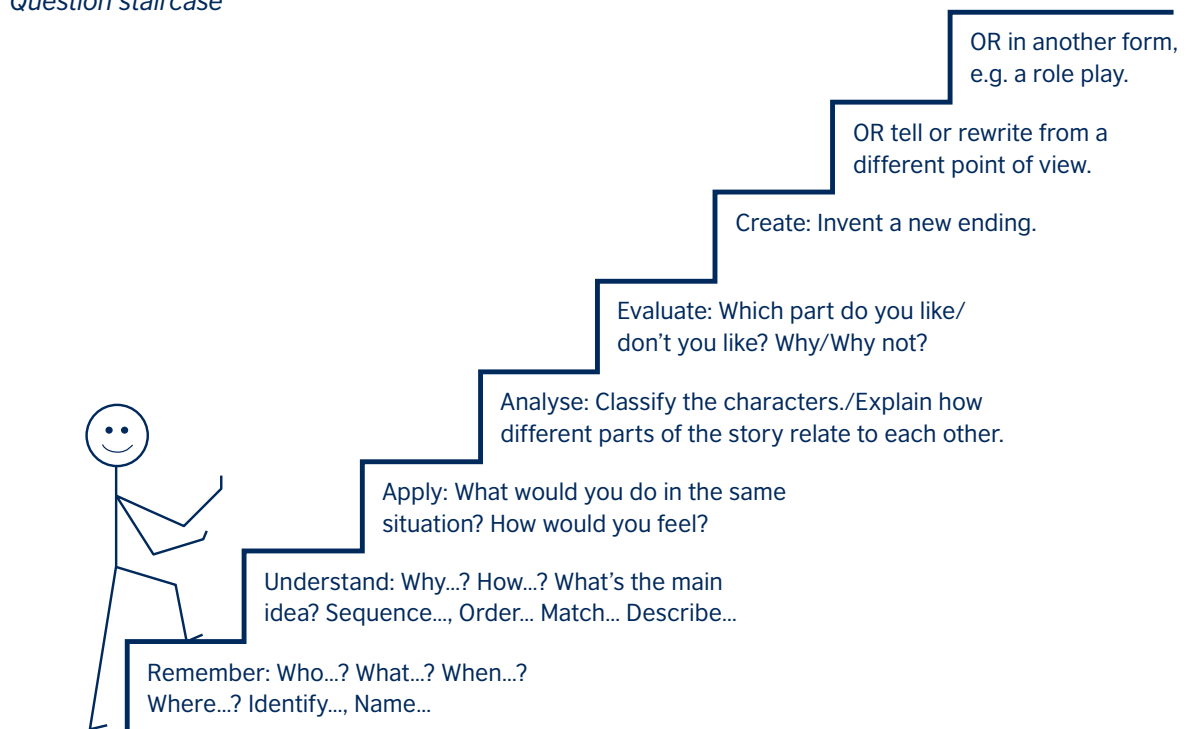 Question staircase
OR in another form,
e.g. a role play.
OR tell or rewrite from a
different point of view.
Create: Invent a new ending.
Evaluate: Which part do you like/
don't you like? Why/Why not?
Analyse: Classify the characters./Explain how
different parts of the story relate to each other.
Apply: What would you do in the same
situation? How would you feel?
Understand: Why...? How...? What's the main
idea? Sequence..., Order... Match... Describe...
Remember: Who...? What...? When...?
Where...? Identify..., Name...